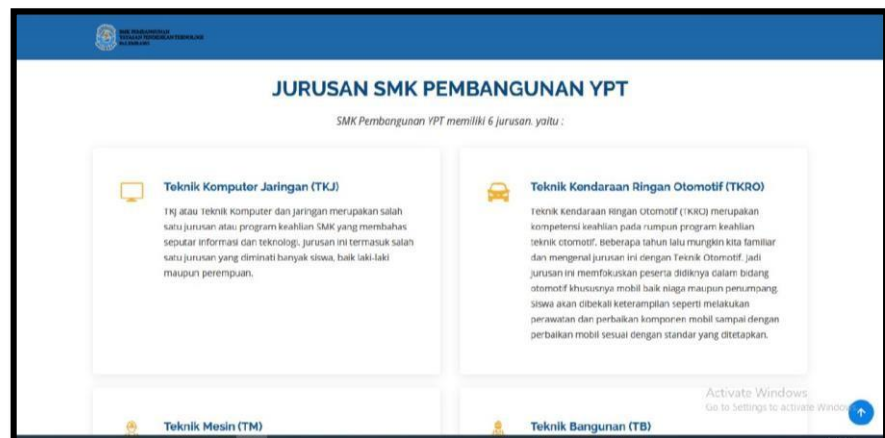 SMK PEMBANGUNAN
YAYASAN PENDIDIKAN TEKNOLOGI
JURUSAN SMK PEMBANGUNAN YPT
SMK Pembangunan YPT memiliki 6 jurusan. yaitu :
Teknik Komputer Jaringan (TKJ)
TKJ atau Teknik Komputer dan Jaringan merupakan salah
satu jurusan atau program keahlian SMK yang membahas
seputar informasi dan teknologi. Jurusan ini termasuk salah
satu jurusan yang diminati banyak siswa, baik laki-laki
maupun perempuan.
Teknik Kendaraan Ringan Otomotif (TKRO)
Teknik Kendaraan Ringan Otomotif (TKRO) merupakan
kompetensi keahlian pada rumpun program keahlian
teknik otomotif. Beberapa tahun lalu mungkin kita familiar
dan mengenal jurusan ini dengan Teknik Otomotif. Jadi
jurusan ini memfokuskan peserta didiknya dalam bidang
otomotif khususnya mobil baik niaga maupun penumpang.
Siswa akan dibekali keterampilan seperti melakukan
perawatan dan perbaikan komponen mobil sampai dengan
perbaikan mobil sesuai dengan standar yang ditetapkan.
Teknik Mesin (TM)
Teknik Bangunan (TB)
Activate Windows
Go to Settings to activate Windows